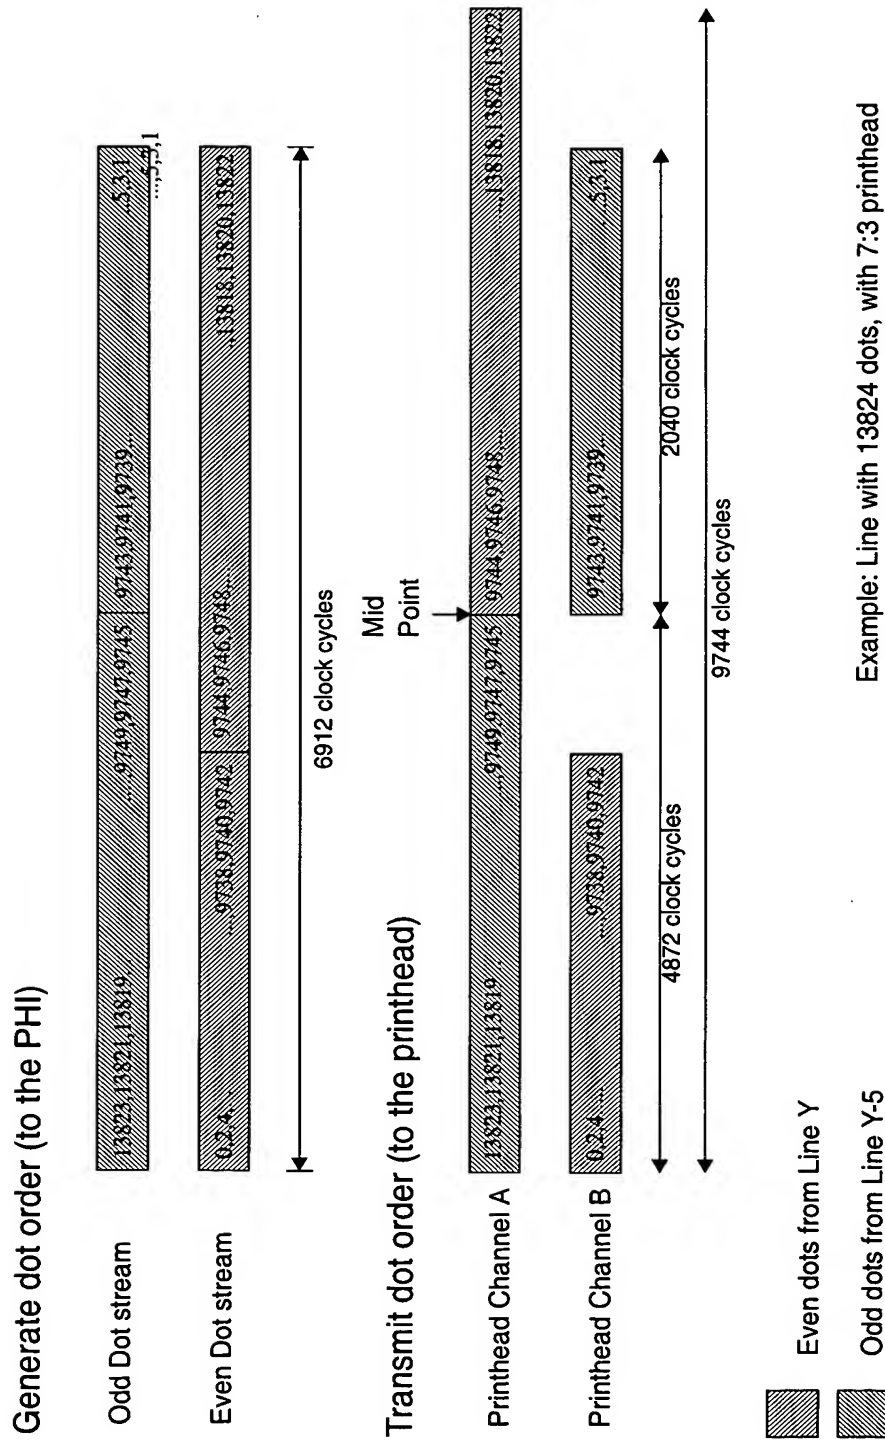 Generate dot order (to the PHI)
Odd Dot stream
13823,13821,13819... ....,9749,9747,9745 9743,9741,9739... ...5,3,1
...,5,3,1
Even Dot stream
0,2,4,... ....,9738,9740,9742 9744,9746,9748,.... ...13818,13820,13822
6912 clock cycles
Transmit dot order (to the printhead)
Mid
Point
Printhead Channel A
13823,13821,13819... ....,9749,9747,9745 9744,9746,9748,.... ....,13818,13820,13822
Printhead Channel B
0,2,4,.... ....,9738,9740,9742 9743,9741,9739... ...5,3,1
4872 clock cycles
2040 clock cycles
9744 clock cycles
Even dots from Line Y
Odd dots from Line Y-5
Example: Line with 13824 dots, with 7:3 printhead